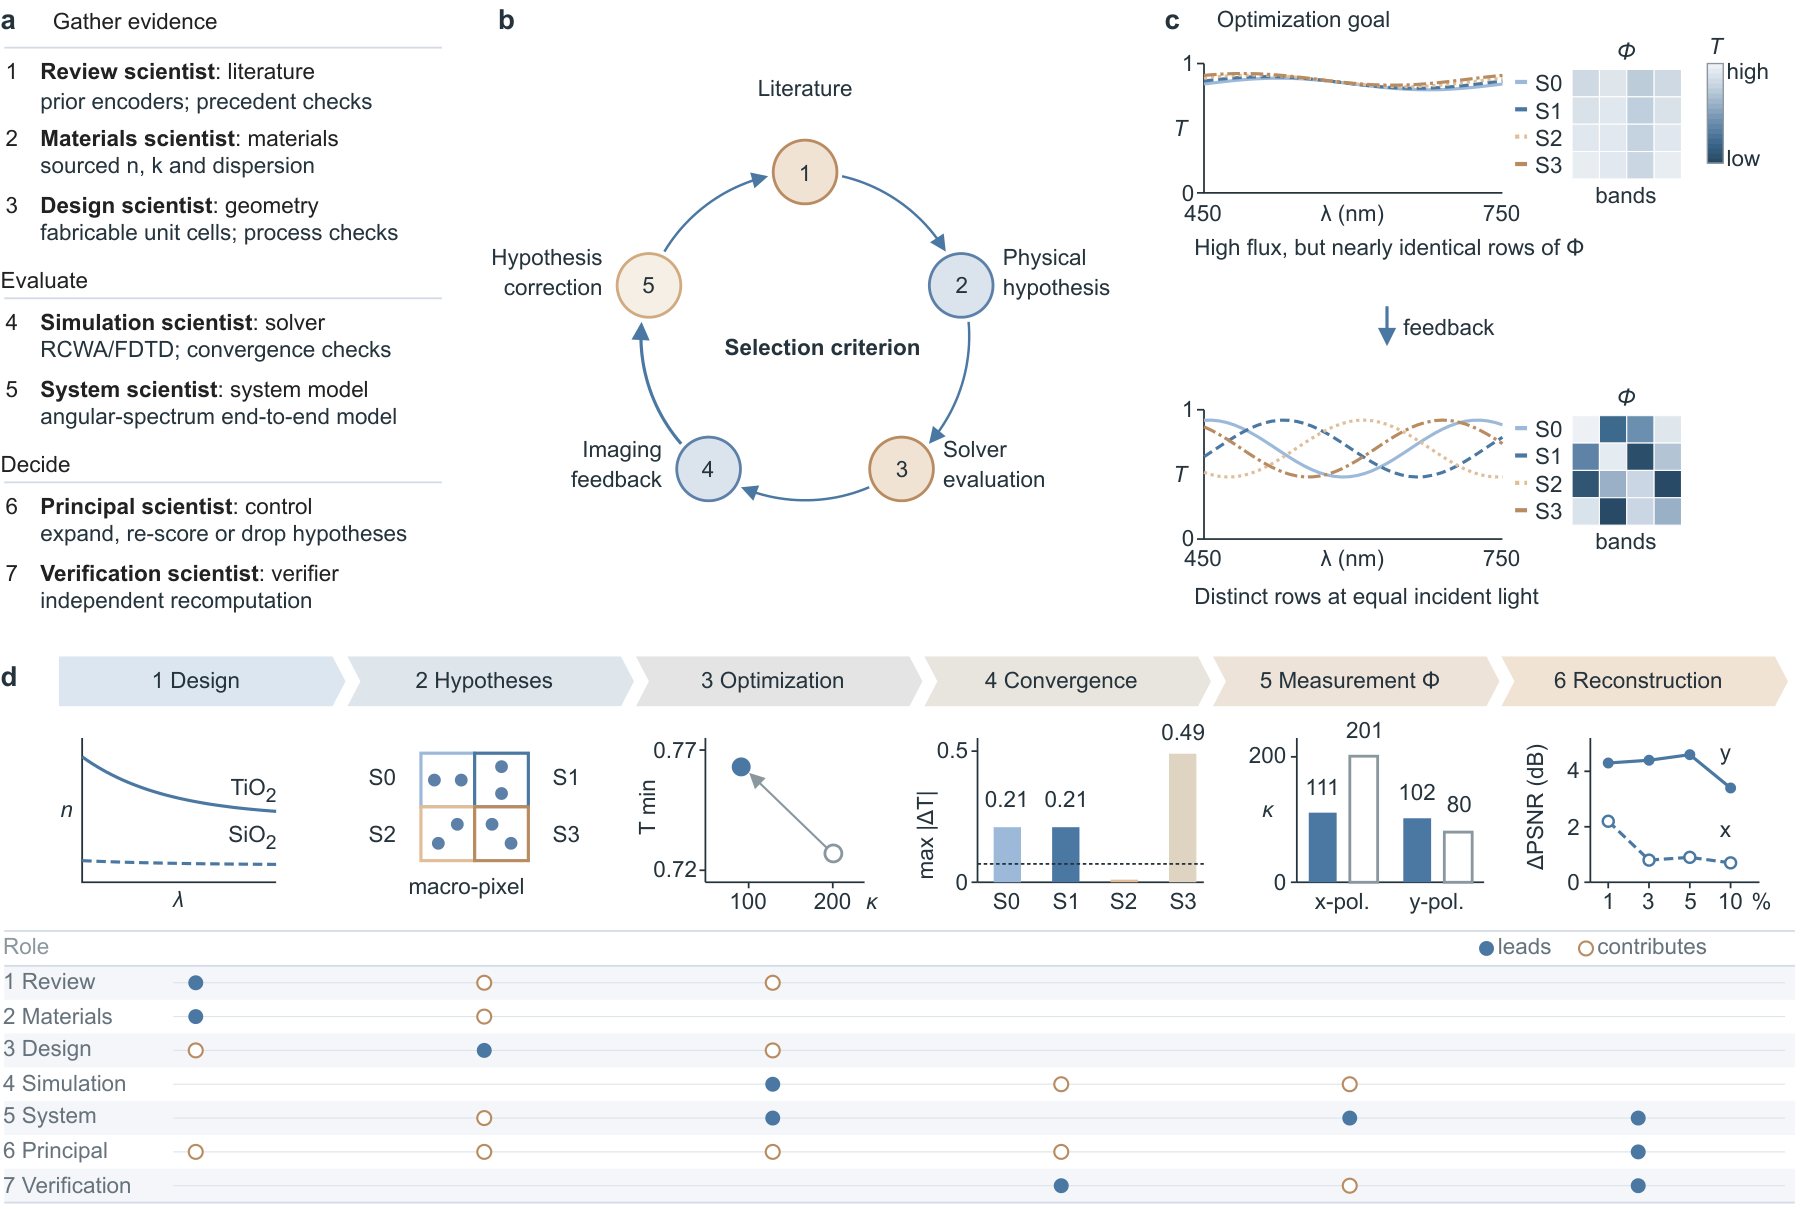 a Gather evidence
1 Review scientist: literature
prior encoders; precedent checks
2 Materials scientist: materials
sourced n, k and dispersion
3 Design scientist: geometry
fabricable unit cells; process checks
Evaluate
4 Simulation scientist: solver
RCWA/FDTD; convergence checks
5 System scientist: system model
angular-spectrum end-to-end model
Decide
6 Principal scientist: control
expand, re-score or drop hypotheses
7 Verification scientist: verifier
independent recomputation
b
Literature
1
Physical
hypothesis
2
Solver
evaluation
3
Imaging
feedback
4
Hypothesis
correction
5
Selection criterion
c Optimization goal
1
T
0
450 λ (nm) 750
S0
S1
S2
S3
Φ
bands
T
high
low
High flux, but nearly identical rows of Φ
feedback
1
T
0
450 λ (nm) 750
S0
S1
S2
S3
Φ
bands
Distinct rows at equal incident light
d
1 Design
2 Hypotheses
3 Optimization
4 Convergence
5 Measurement Φ
6 Reconstruction
n
TiO2
SiO2
λ
S0 S1
S2 S3
macro-pixel
0.77
T min
0.72
100 200 κ
0.5
max |ΔT|
0
0.21 0.21 0.49
S0 S1 S2 S3
200
κ
0
111 201 102 80
x-pol. y-pol.
ΔPSNR (dB)
4
2
0
y
x
1 3 5 10 %
Role
leads contributes
1 Review
2 Materials
3 Design
4 Simulation
5 System
6 Principal
7 Verification